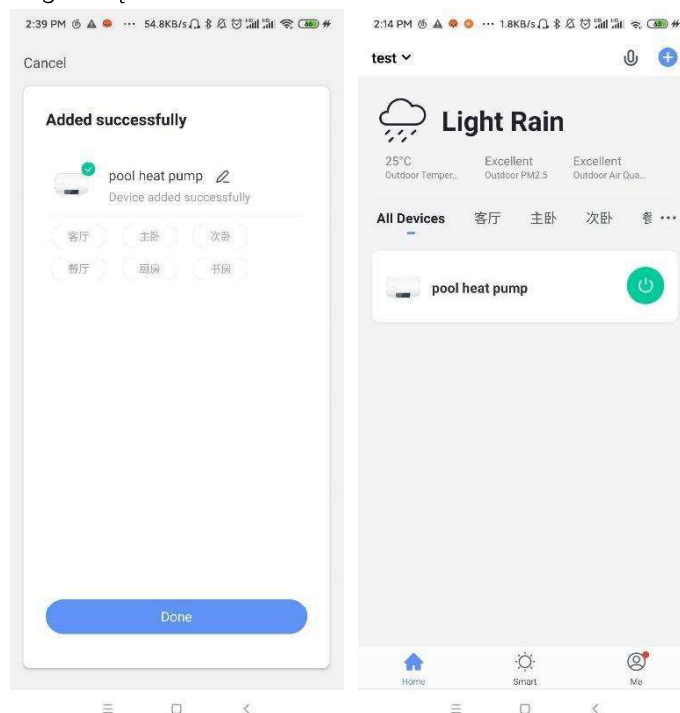 2:39 PM ··· 54.8KB/s 66
Cancel
Added successfully
pool heat pump
Device added successfully
客厅 主卧 次卧
餐厅 厨房 书房
Done
2:14 PM ··· 1.8KB/s 63
test
Light Rain
25°C Excellent Excellent
Outdoor Temper... Outdoor PM2.5 Outdoor Air Qua...
All Devices 客厅 主卧 次卧 ···
pool heat pump
Home Smart Me